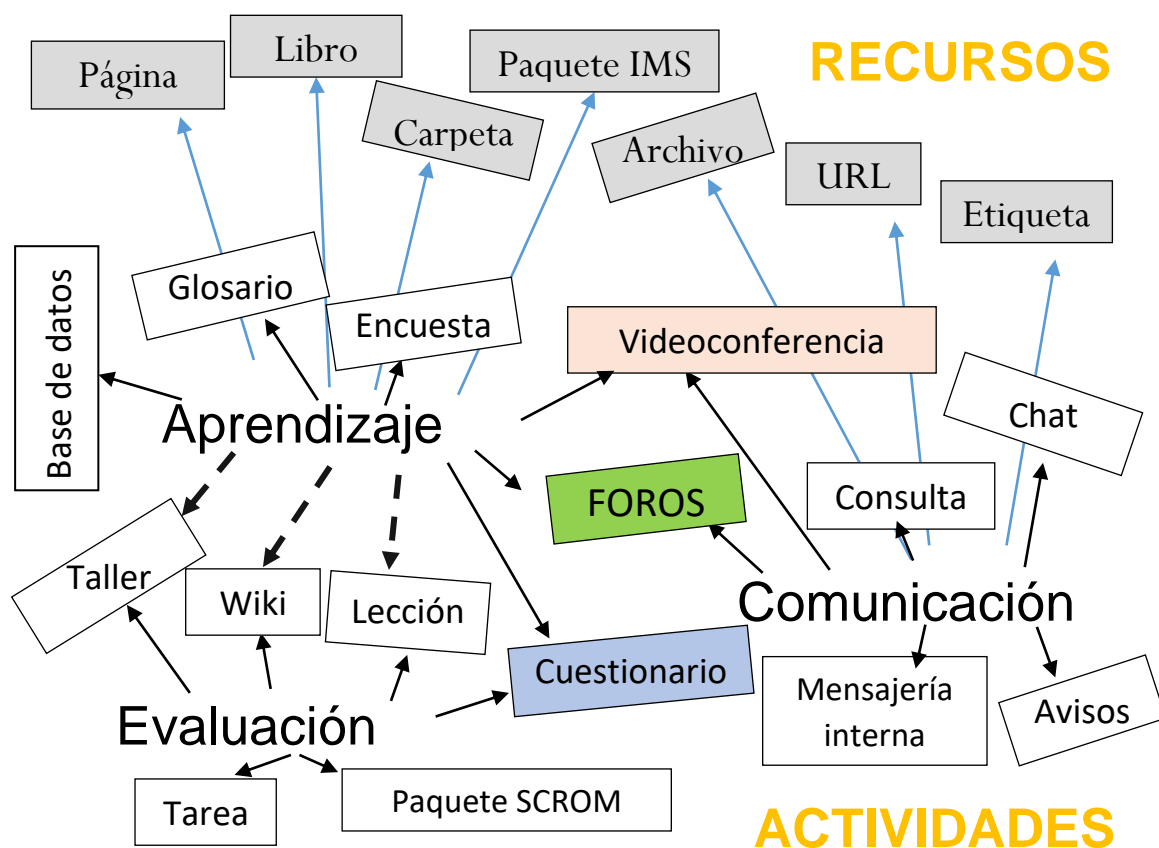 RECURSOS
Página
Libro
Paquete IMS
Carpeta
Archivo
URL
Etiqueta
Base de datos
Glosario
Encuesta
Videoconferencia
Chat
Aprendizaje
FOROS
Consulta
Taller
Wiki
Lección
Comunicación
Cuestionario
Mensajería
interna
Avisos
Evaluación
Tarea
Paquete SCROM
ACTIVIDADES